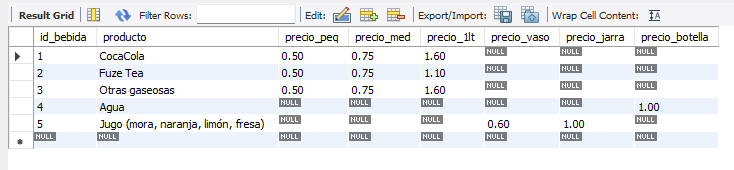 Result Grid Filter Rows: Edit: Export/Import: Wrap Cell Content: IA
id_bebida producto precio_peq precio_med precio_1lt precio_vaso precio_jarra precio_botella
1 CocaCola 0.50 0.75 1.60 NULL NULL NULL
2 Fuze Tea 0.50 0.75 1.10 NULL NULL NULL
3 Otras gaseosas 0.50 0.75 1.60 NULL NULL NULL
4 Agua NULL NULL NULL NULL NULL 1.00
5 Jugo (mora, naranja, limón, fresa) NULL NULL NULL 0.60 1.00 NULL
NULL NULL NULL NULL NULL NULL NULL NULL